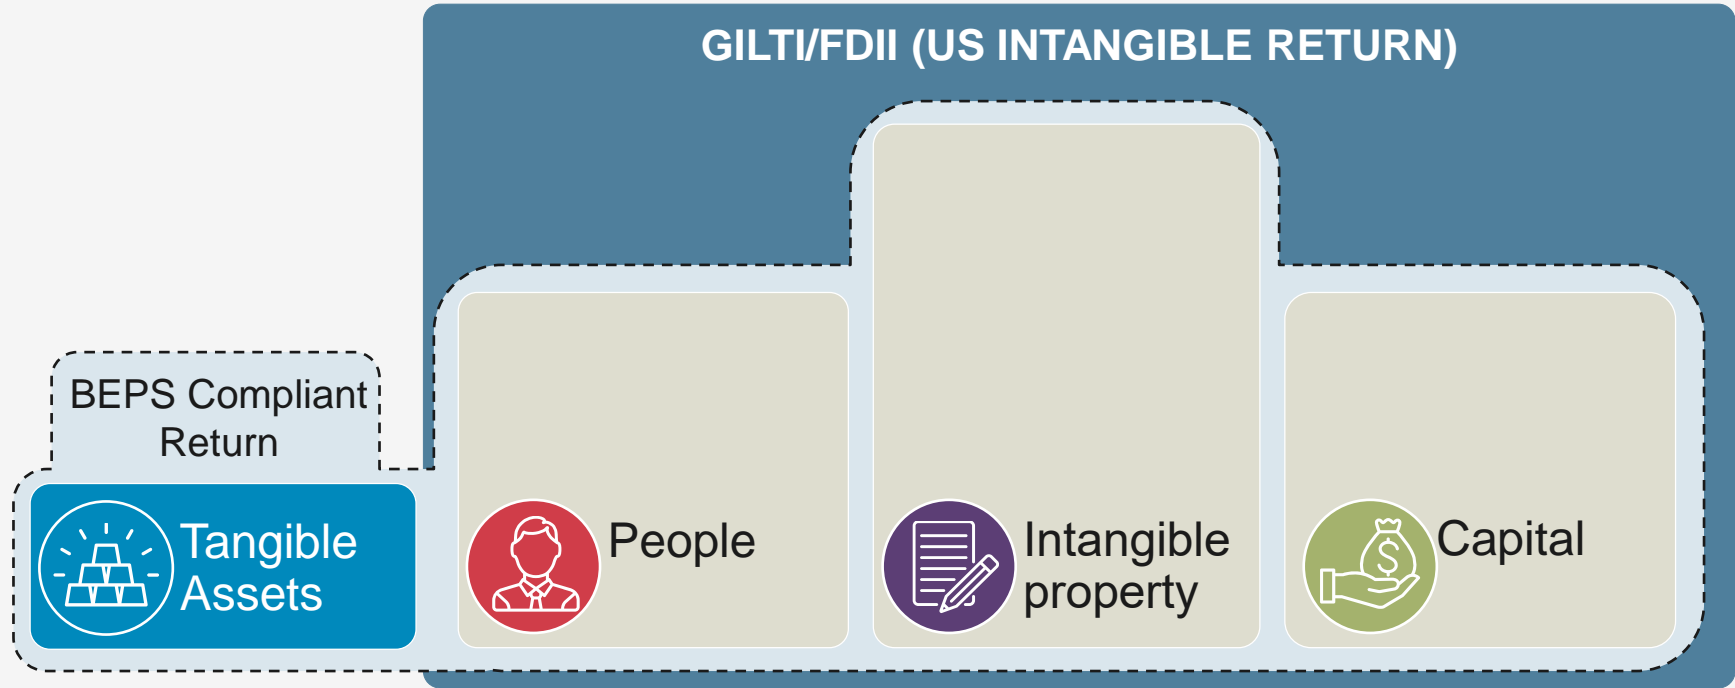 GILTI/FDII (US INTANGIBLE RETURN)
BEPS Compliant
Return
Tangible
Assets
People
Intangible
property
$
Capital